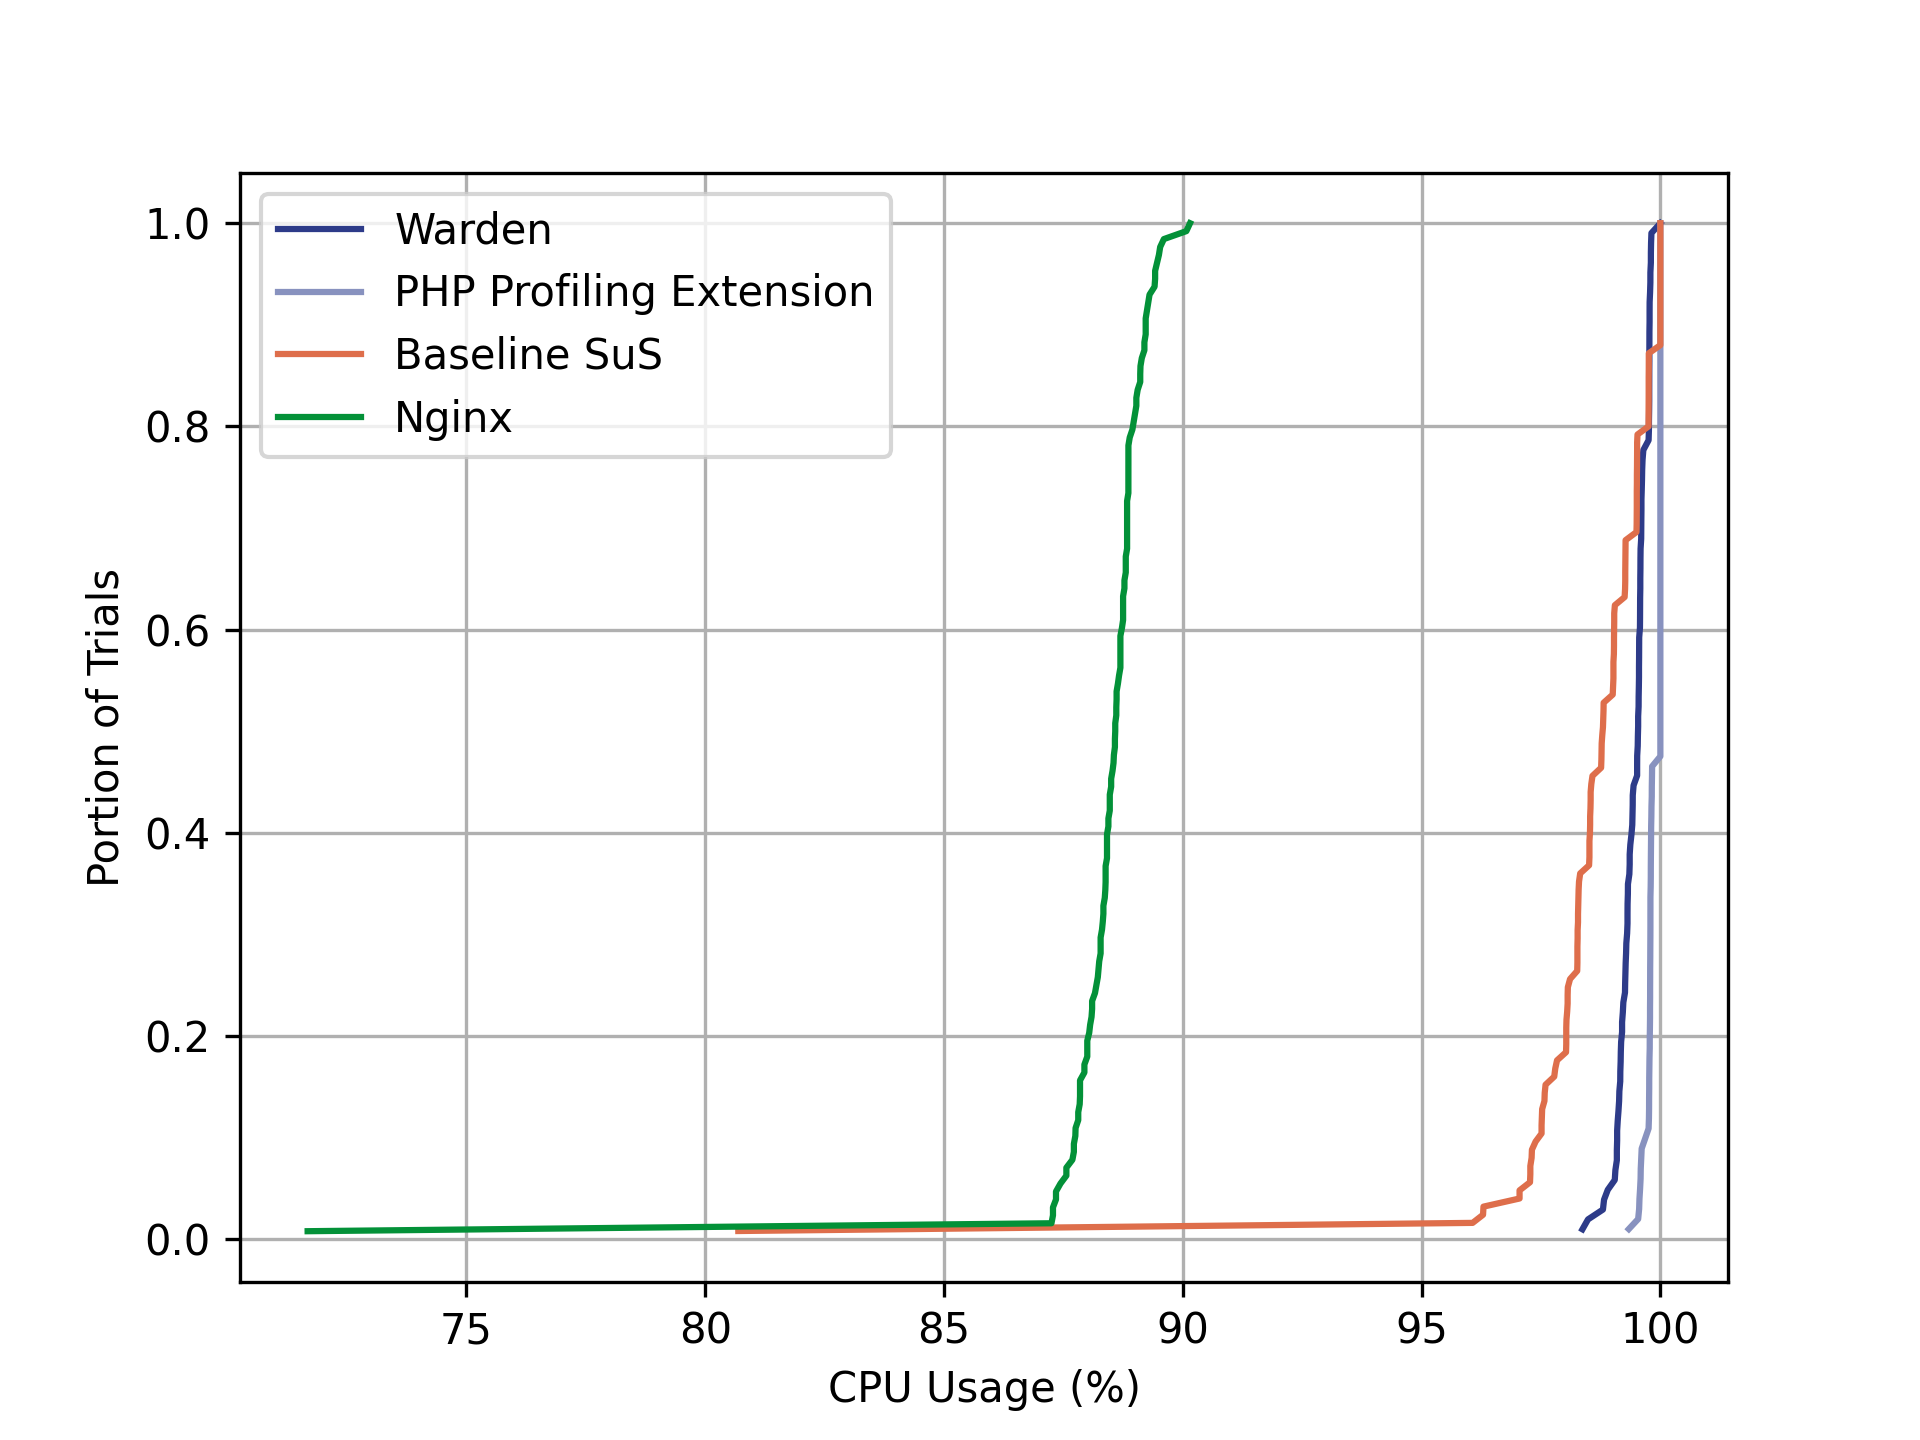 Warden
PHP Profiling Extension
Baseline SuS
Nginx
1.0
0.8
0.6
0.4
0.2
0.0
Portion of Trials
75 80 85 90 95 100
CPU Usage (%)